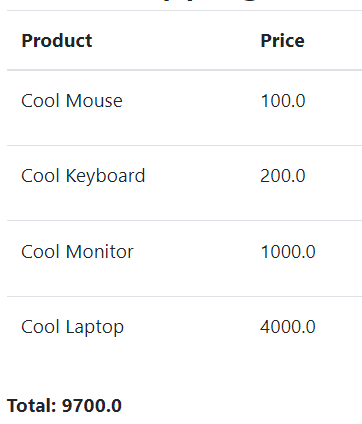 Product Price
Cool Mouse 100.0
Cool Keyboard 200.0
Cool Monitor 1000.0
Cool Laptop 4000.0
Total: 9700.0